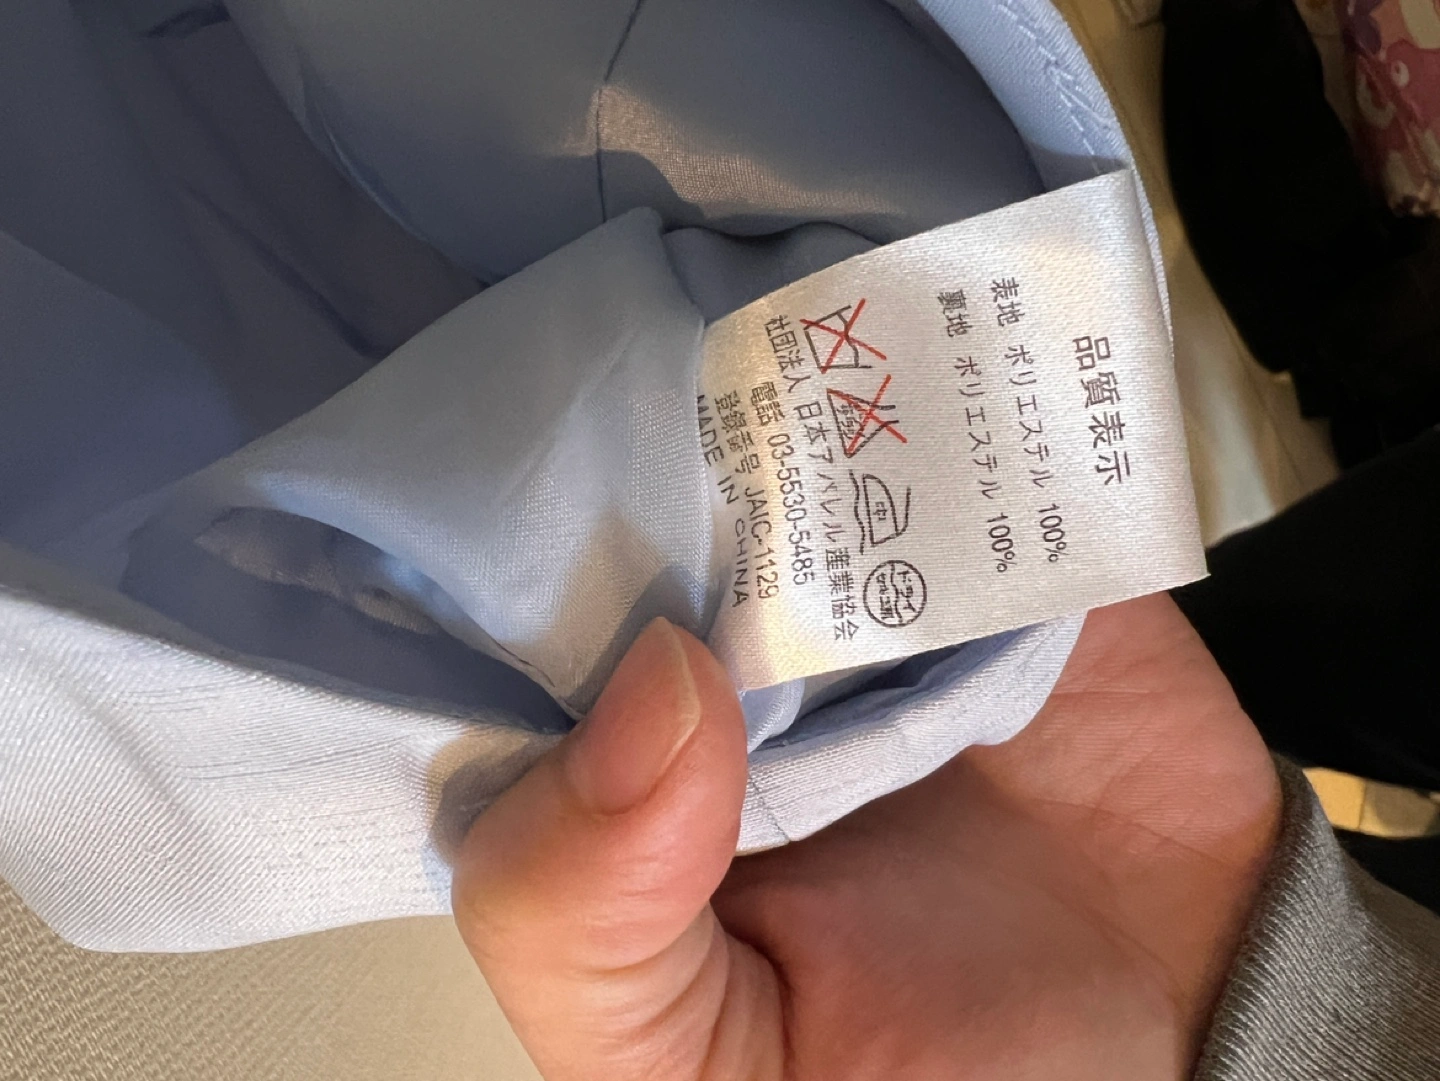 品質表示
表地 ポリエステル 100%
裏地 ポリエステル 100%
中
ドライ
社団法人 日本アパレル産業協会
電話 03-5530-5485
登録番号 JAIC-1129
MADE IN CHINA